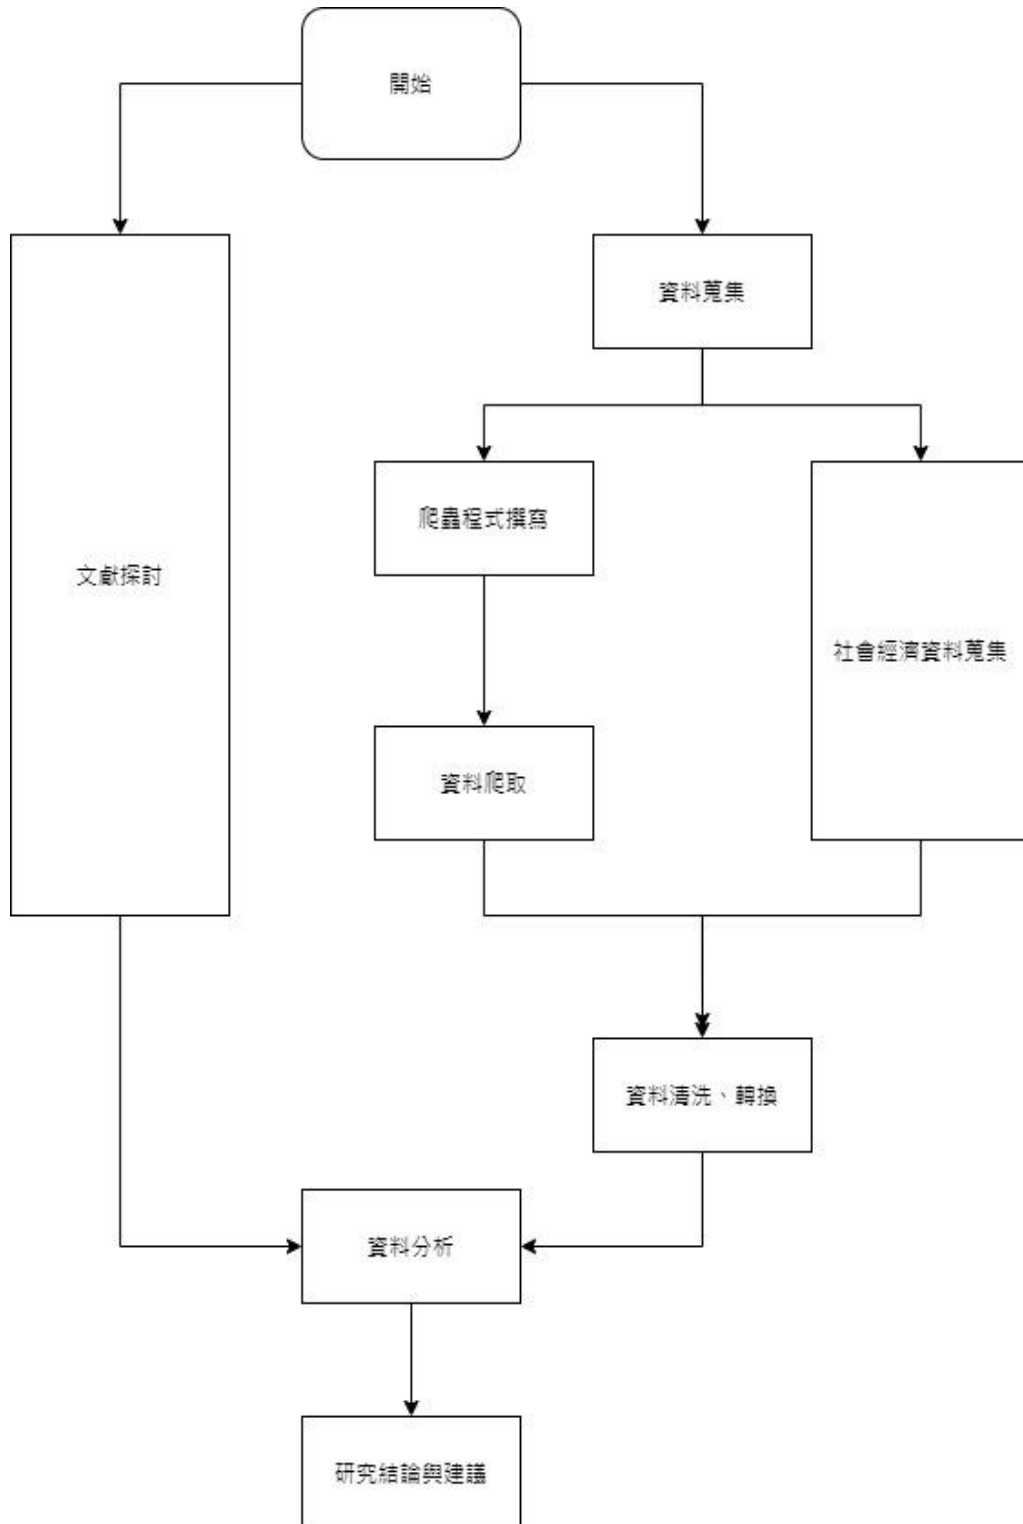 開始
資料蒐集
爬蟲程式撰寫
文獻探討
社會經濟資料蒐集
資料爬取
資料清洗、轉換
資料分析
研究結論與建議